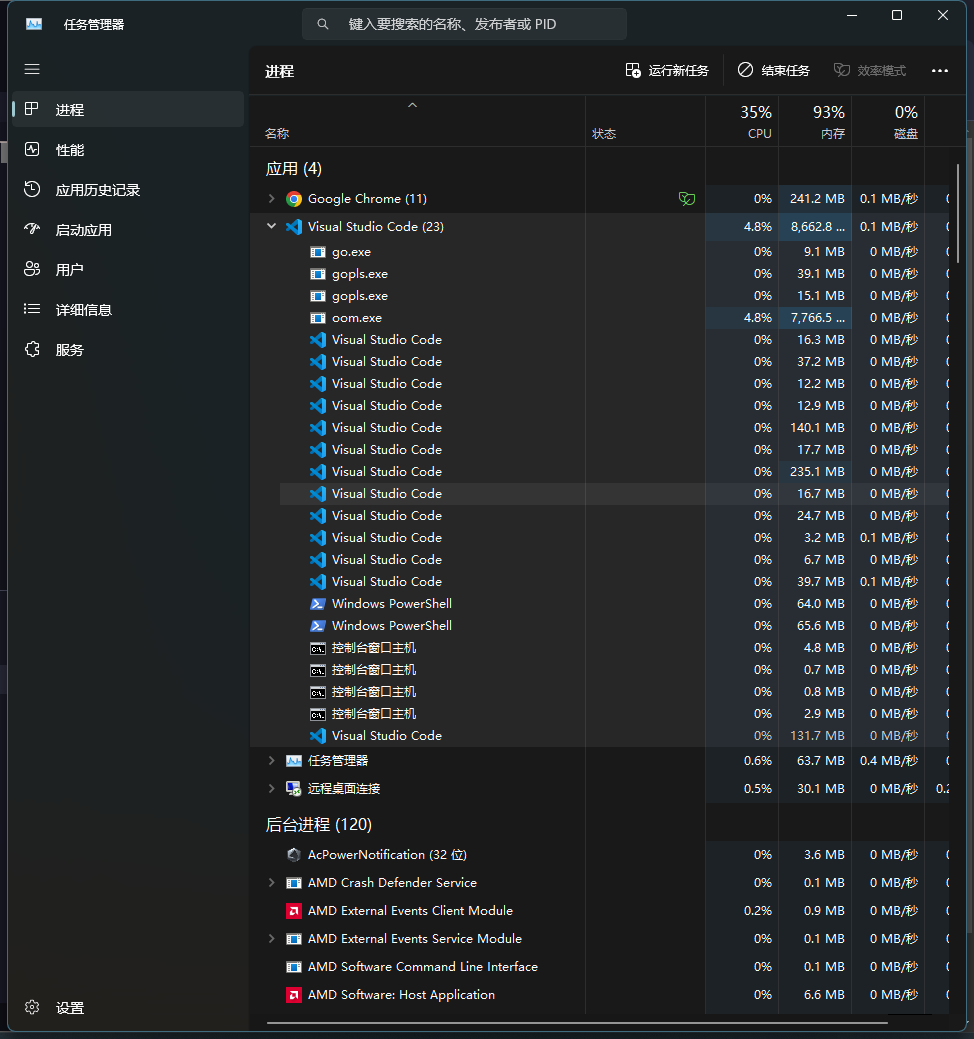 任务管理器
键入要搜索的名称、发布者或 PID
进程 运行新任务 结束任务 效率模式
进程
性能
应用历史记录
启动应用
用户
详细信息
服务
设置
35% 93% 0%
名称 状态 CPU 内存 磁盘
应用 (4)
Google Chrome (11) 0% 241.2 MB 0.1 MB/秒
Visual Studio Code (23) 4.8% 8,662.8 ... 0.1 MB/秒
go.exe 0% 9.1 MB 0 MB/秒
gopls.exe 0% 39.1 MB 0 MB/秒
gopls.exe 0% 15.1 MB 0 MB/秒
oom.exe 4.8% 7,766.5 ... 0 MB/秒
Visual Studio Code 0% 16.3 MB 0 MB/秒
Visual Studio Code 0% 37.2 MB 0 MB/秒
Visual Studio Code 0% 12.2 MB 0 MB/秒
Visual Studio Code 0% 12.9 MB 0 MB/秒
Visual Studio Code 0% 140.1 MB 0 MB/秒
Visual Studio Code 0% 17.7 MB 0 MB/秒
Visual Studio Code 0% 235.1 MB 0 MB/秒
Visual Studio Code 0% 16.7 MB 0 MB/秒
Visual Studio Code 0% 24.7 MB 0 MB/秒
Visual Studio Code 0% 3.2 MB 0.1 MB/秒
Visual Studio Code 0% 6.7 MB 0 MB/秒
Visual Studio Code 0% 39.7 MB 0.1 MB/秒
Windows PowerShell 0% 64.0 MB 0 MB/秒
Windows PowerShell 0% 65.6 MB 0 MB/秒
控制台窗口主机 0% 4.8 MB 0 MB/秒
控制台窗口主机 0% 0.7 MB 0 MB/秒
控制台窗口主机 0% 0.8 MB 0 MB/秒
控制台窗口主机 0% 2.9 MB 0 MB/秒
Visual Studio Code 0% 131.7 MB 0 MB/秒
任务管理器 0.6% 63.7 MB 0.4 MB/秒
远程桌面连接 0.5% 30.1 MB 0 MB/秒
后台进程 (120)
AcPowerNotification (32 位) 0% 3.6 MB 0 MB/秒
AMD Crash Defender Service 0% 0.1 MB 0 MB/秒
AMD External Events Client Module 0.2% 0.9 MB 0 MB/秒
AMD External Events Service Module 0% 0.1 MB 0 MB/秒
AMD Software Command Line Interface 0% 0.1 MB 0 MB/秒
AMD Software: Host Application 0% 6.6 MB 0 MB/秒